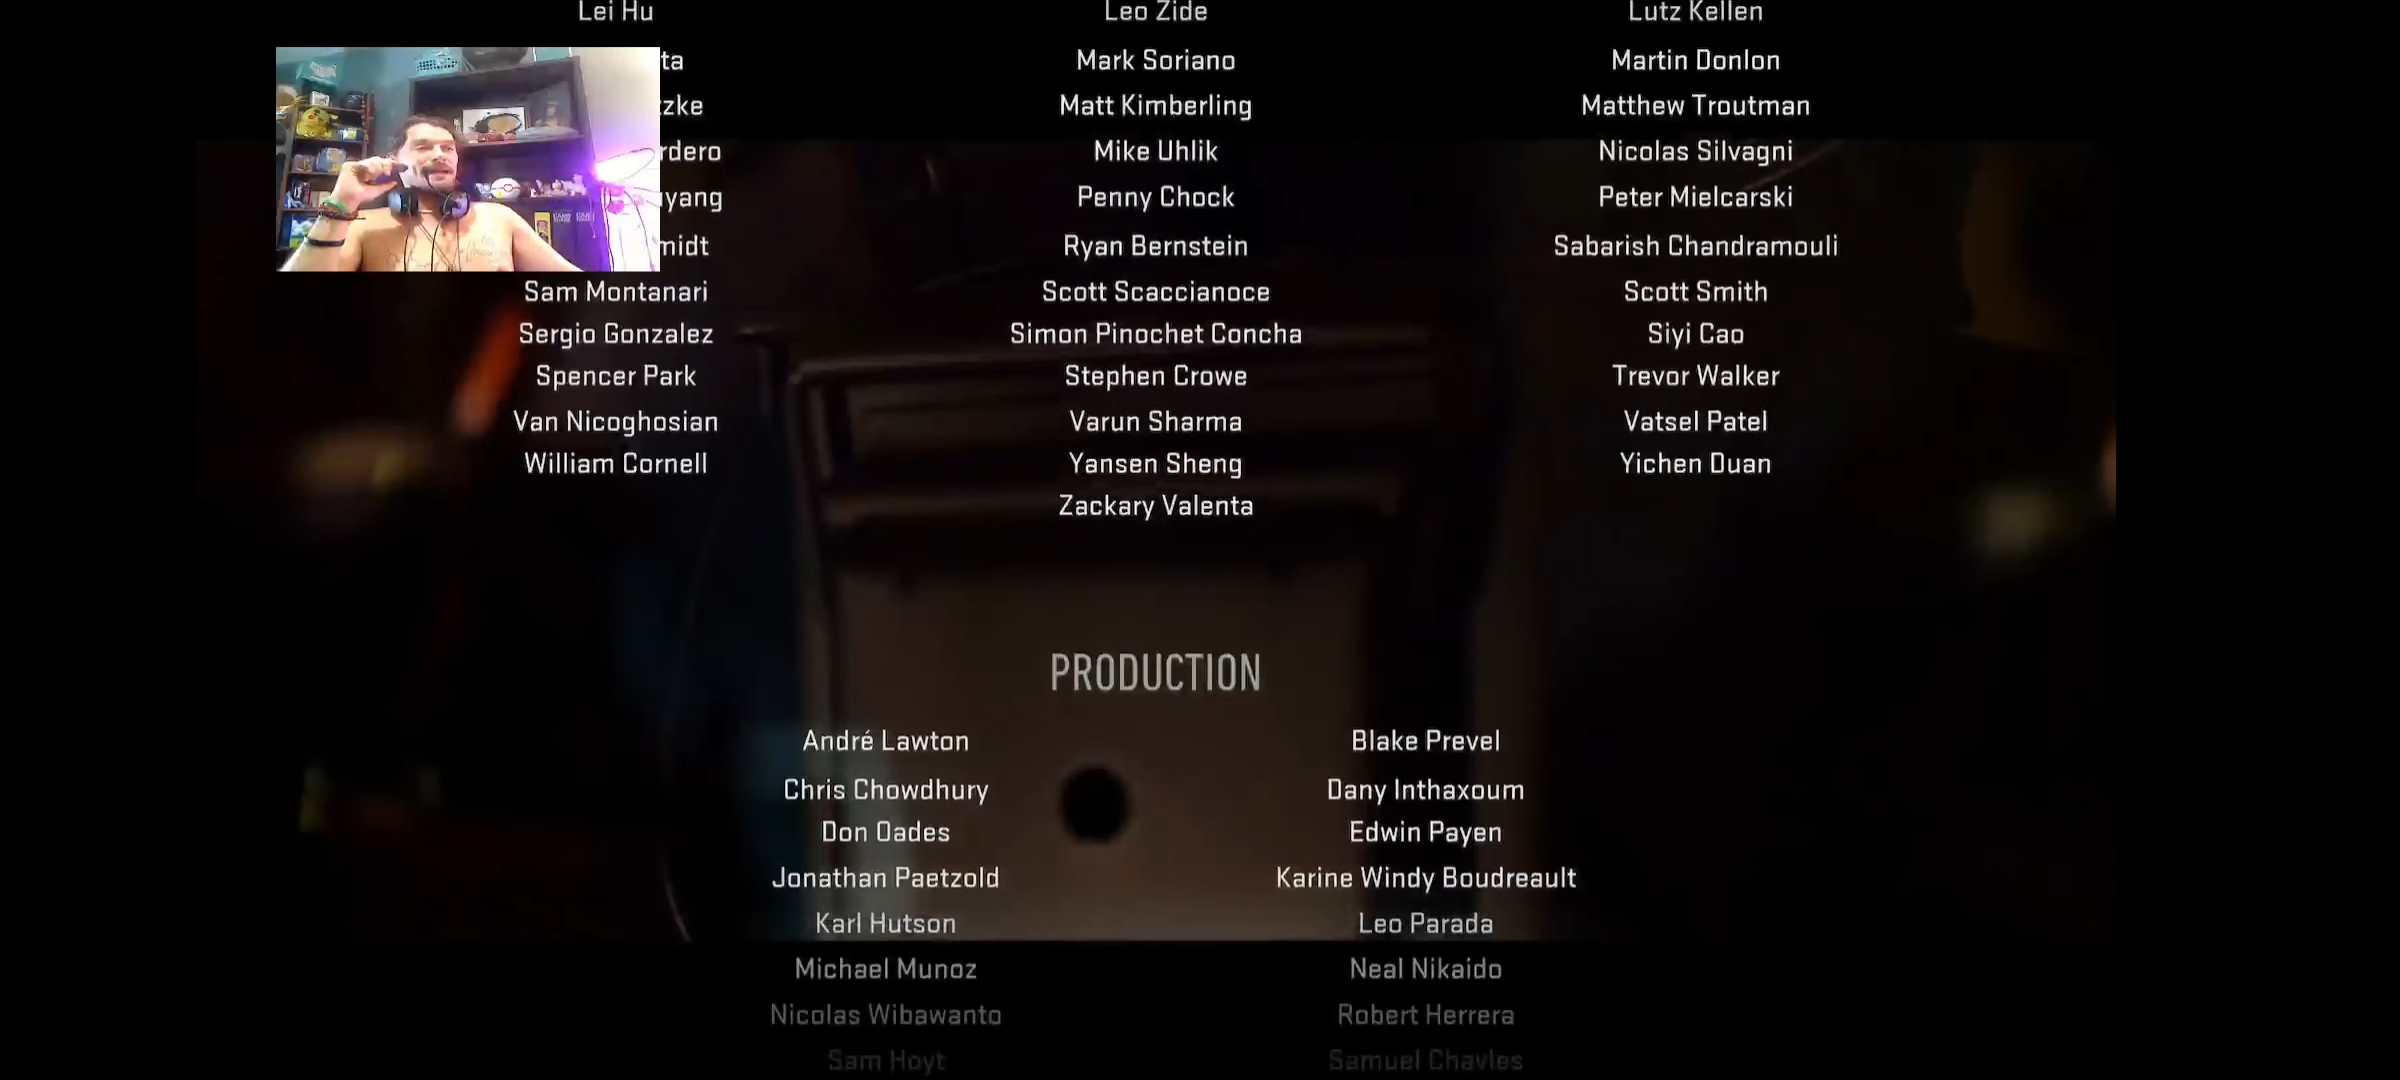 Lei Hu Leo Zide Lutz Kellen
Mark Soriano Martin Donlon
Matt Kimberling Matthew Troutman
Mike Uhlik Nicolas Silvagni
Penny Chock Peter Mielcarski
Ryan Bernstein Sabarish Chandramouli
Sam Montanari Scott Scaccianoce Scott Smith
Sergio Gonzalez Simon Pinochet Concha Siyi Cao
Spencer Park Stephen Crowe Trevor Walker
Van Nicoghosian Varun Sharma Vatsel Patel
William Cornell Yansen Sheng Yichen Duan
Zackary Valenta
PRODUCTION
André Lawton Blake Prevel
Chris Chowdhury Dany Inthaxoum
Don Oades Edwin Payen
Jonathan Paetzold Karine Windy Boudreault
Karl Hutson Leo Parada
Michael Munoz Neal Nikaido
Nicolas Wibawanto Robert Herrera
Sam Hoyt Samuel Chavles